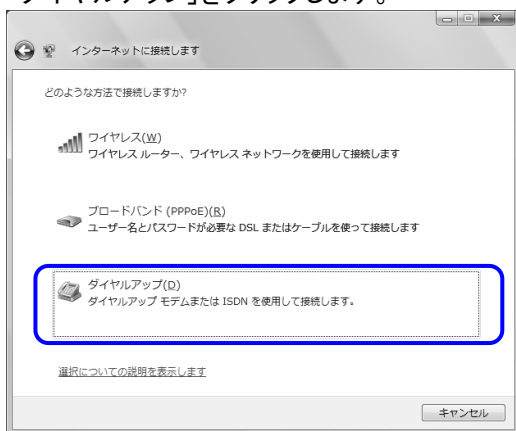 「ダイヤルアップ」をクリックします。
インターネットに接続します
どのような方法で接続しますか?
ワイヤレス(W)
ワイヤレス ルーター、ワイヤレス ネットワークを使用して接続します
ブロードバンド (PPPoE)(R)
ユーザー名とパスワードが必要な DSL またはケーブルを使って接続します
ダイヤルアップ(D)
ダイヤルアップ モデムまたは ISDN を使用して接続します。
選択についての説明を表示します
キャンセル